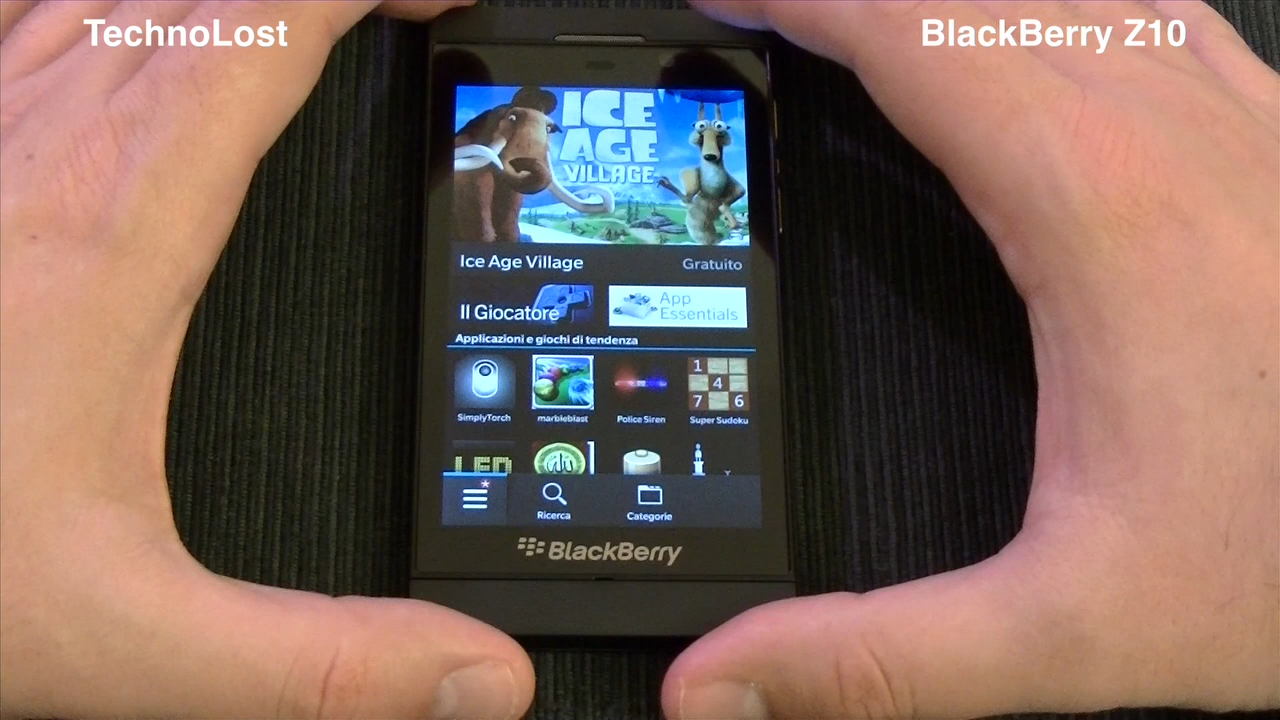 TechnoLost
BlackBerry Z10
ICE
AGE
VILLAGE
Ice Age Village
Gratuito
Il Giocatore
App
Essentials
Applicazioni e giochi di tendenza
SimplyTorch
marbleblast
Police Siren
Super Sudoku
1
4
7 6
LED
Ricerca
Categorie
BlackBerry